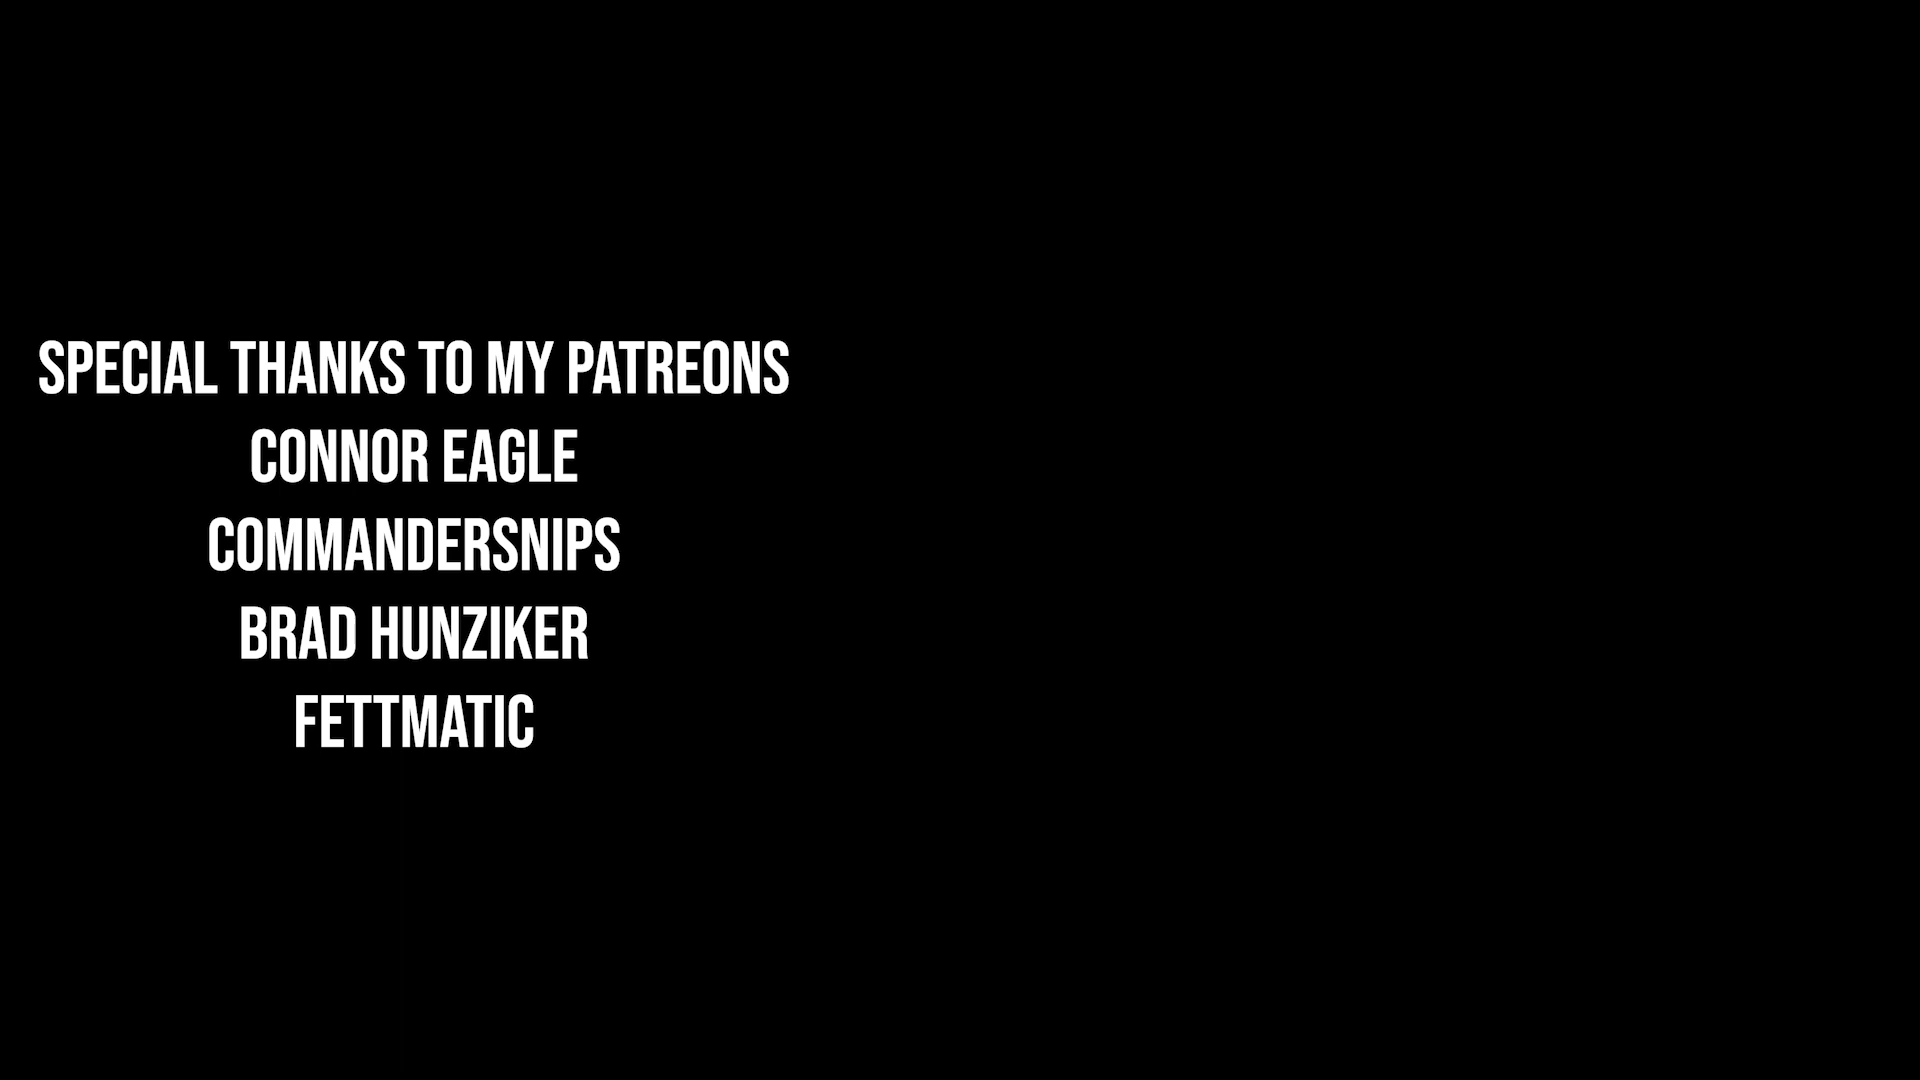 SPECIAL THANKS TO MY PATREONS
CONNOR EAGLE
COMMANDERSNIPS
BRAD HUNZIKER
FETTMATIC